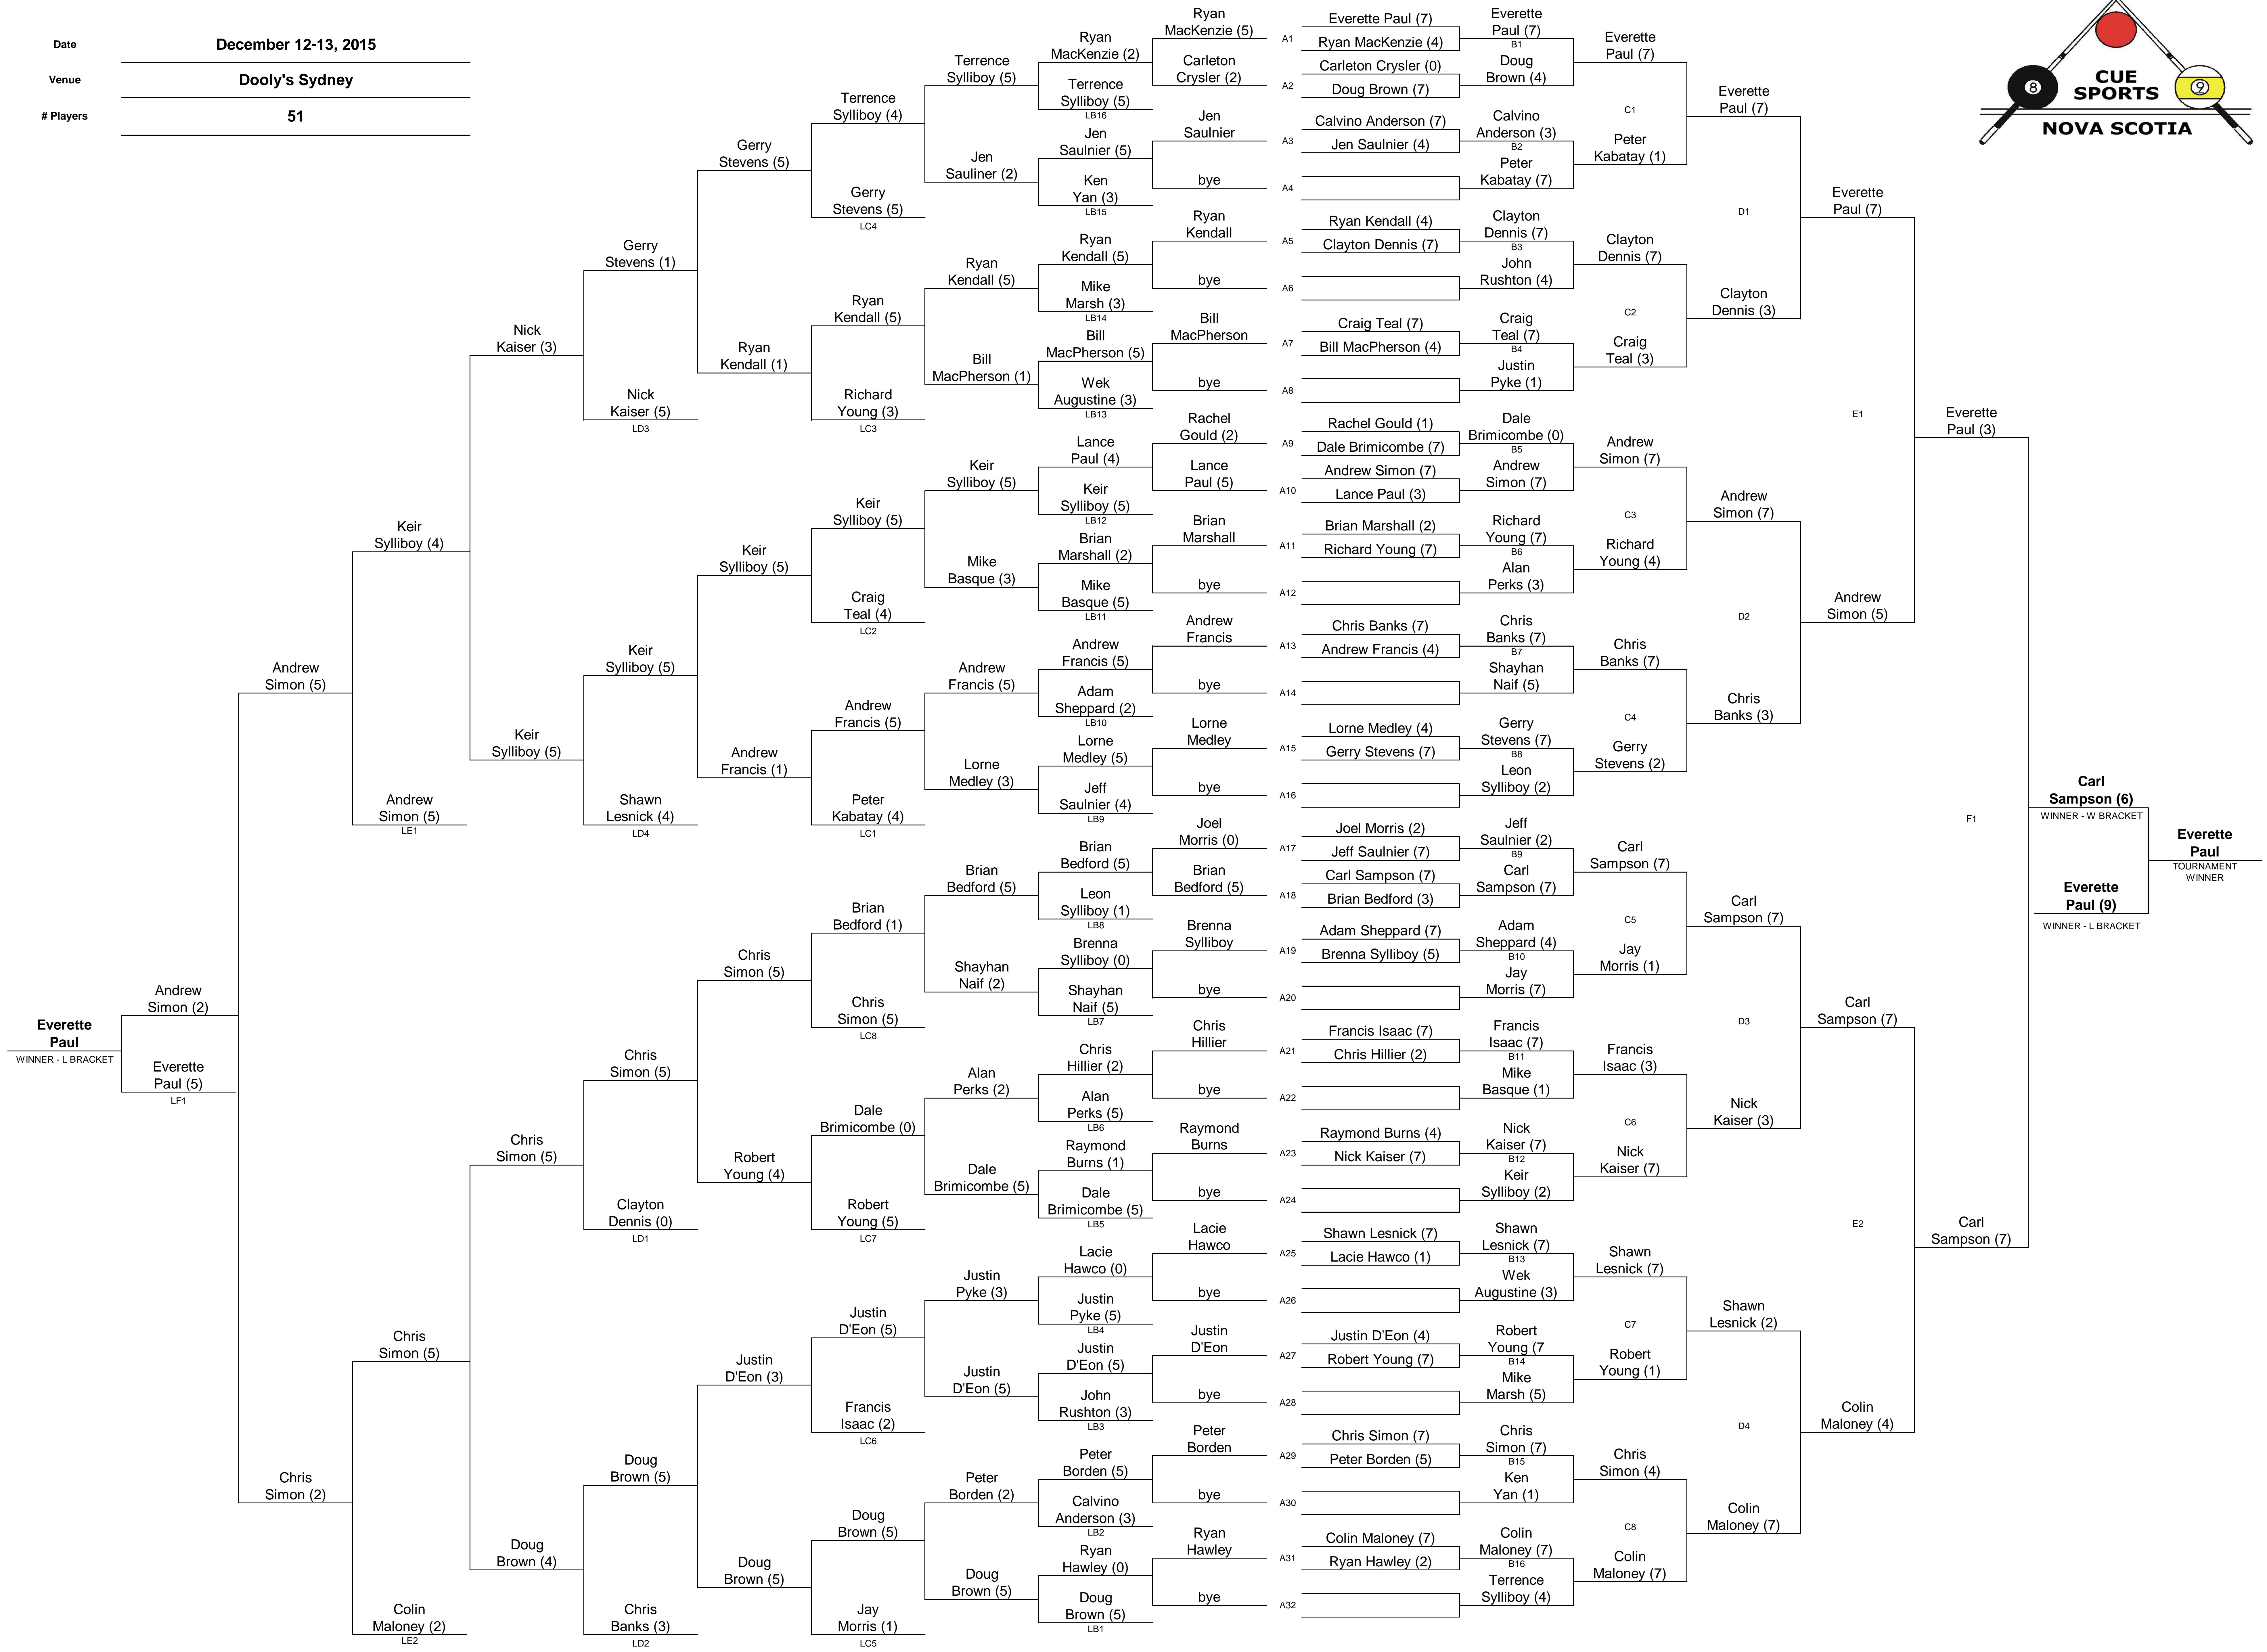 Date
December 12-13, 2015
Venue
Dooly's Sydney
# Players
51
8
9
CUE
SPORTS
NOVA SCOTIA
Everette
Paul
WINNER - L BRACKET
Andrew
Simon (2)
Everette
Paul (5)
LF1
Andrew
Simon (5)
Chris
Simon (2)
Keir
Sylliboy (4)
Andrew
Simon (5)
LE1
Chris
Simon (5)
Colin
Maloney (2)
LE2
Nick
Kaiser (3)
Keir
Sylliboy (5)
Chris
Simon (5)
Doug
Brown (4)
Gerry
Stevens (1)
Nick
Kaiser (5)
LD3
Keir
Sylliboy (5)
Shawn
Lesnick (4)
LD4
Chris
Simon (5)
Clayton
Dennis (0)
LD1
Doug
Brown (5)
Chris
Banks (3)
LD2
Gerry
Stevens (5)
Ryan
Kendall (1)
Keir
Sylliboy (5)
Andrew
Francis (1)
Chris
Simon (5)
Robert
Young (4)
Justin
D'Eon (3)
Doug
Brown (5)
Terrence
Sylliboy (4)
Gerry
Stevens (5)
LC4
Ryan
Kendall (5)
Richard
Young (3)
LC3
Keir
Sylliboy (5)
Craig
Teal (4)
LC2
Andrew
Francis (5)
Peter
Kabatay (4)
LC1
Brian
Bedford (1)
Chris
Simon (5)
LC8
Dale
Brimicombe (0)
Robert
Young (5)
LC7
Justin
D'Eon (5)
Francis
Isaac (2)
LC6
Doug
Brown (5)
Jay
Morris (1)
LC5
Terrence
Sylliboy (5)
Jen
Sauliner (2)
Ryan
Kendall (5)
Bill
MacPherson (1)
Keir
Sylliboy (5)
Mike
Basque (3)
Andrew
Francis (5)
Lorne
Medley (3)
Brian
Bedford (5)
Shayhan
Naif (2)
Alan
Perks (2)
Dale
Brimicombe (5)
Justin
Pyke (3)
Justin
D'Eon (5)
Peter
Borden (2)
Doug
Brown (5)
Ryan
MacKenzie (2)
Terrence
Sylliboy (5)
LB16
Jen
Saulnier (5)
Ken
Yan (3)
LB15
Ryan
Kendall (5)
Mike
Marsh (3)
LB14
Bill
MacPherson (5)
Wek
Augustine (3)
LB13
Lance
Paul (4)
Keir
Sylliboy (5)
LB12
Brian
Marshall (2)
Mike
Basque (5)
LB11
Andrew
Francis (5)
Adam
Sheppard (2)
LB10
Lorne
Medley (5)
Jeff
Saulnier (4)
LB9
Brian
Bedford (5)
Leon
Sylliboy (1)
LB8
Brenna
Sylliboy (0)
Shayhan
Naif (5)
LB7
Chris
Hillier (2)
Alan
Perks (5)
LB6
Raymond
Burns (1)
Dale
Brimicombe (5)
LB5
Lacie
Hawco (0)
Justin
Pyke (5)
LB4
Justin
D'Eon (5)
John
Rushton (3)
LB3
Peter
Borden (5)
Calvino
Anderson (3)
LB2
Ryan
Hawley (0)
Doug
Brown (5)
LB1
Ryan
MacKenzie (5)
Carleton
Crysler (2)
Jen
Saulnier
bye
Ryan
Kendall
bye
Bill
MacPherson
bye
Rachel
Gould (2)
Lance
Paul (5)
Brian
Marshall
bye
Andrew
Francis
bye
Lorne
Medley
bye
Joel
Morris (0)
Brian
Bedford (5)
Brenna
Sylliboy
bye
Chris
Hillier
bye
Raymond
Burns
bye
Lacie
Hawco
bye
Justin
D'Eon
bye
Peter
Borden
bye
Ryan
Hawley
bye
A1
A2
A3
A4
A5
A6
A7
A8
A9
A10
A11
A12
A13
A14
A15
A16
A17
A18
A19
A20
A21
A22
A23
A24
A25
A26
A27
A28
A29
A30
A31
A32
Everette Paul (7)
Ryan MacKenzie (4)
Carleton Crysler (0)
Doug Brown (7)
Calvino Anderson (7)
Jen Saulnier (4)
Ryan Kendall (4)
Clayton Dennis (7)
Craig Teal (7)
Bill MacPherson (4)
Rachel Gould (1)
Dale Brimicombe (7)
Andrew Simon (7)
Lance Paul (3)
Brian Marshall (2)
Richard Young (7)
Chris Banks (7)
Andrew Francis (4)
Lorne Medley (4)
Gerry Stevens (7)
Joel Morris (2)
Jeff Saulnier (7)
Carl Sampson (7)
Brian Bedford (3)
Adam Sheppard (7)
Brenna Sylliboy (5)
Francis Isaac (7)
Chris Hillier (2)
Raymond Burns (4)
Nick Kaiser (7)
Shawn Lesnick (7)
Lacie Hawco (1)
Justin D'Eon (4)
Robert Young (7)
Chris Simon (7)
Peter Borden (5)
Colin Maloney (7)
Ryan Hawley (2)
Everette
Paul (7)
B1
Doug
Brown (4)
Calvino
Anderson (3)
B2
Peter
Kabatay (7)
Clayton
Dennis (7)
B3
John
Rushton (4)
Craig
Teal (7)
B4
Justin
Pyke (1)
Dale
Brimicombe (0)
B5
Andrew
Simon (7)
Richard
Young (7)
B6
Alan
Perks (3)
Chris
Banks (7)
B7
Shayhan
Naif (5)
Gerry
Stevens (7)
B8
Leon
Sylliboy (2)
Jeff
Saulnier (2)
B9
Carl
Sampson (7)
Adam
Sheppard (4)
B10
Jay
Morris (7)
Francis
Isaac (7)
B11
Mike
Basque (1)
Nick
Kaiser (7)
B12
Keir
Sylliboy (2)
Shawn
Lesnick (7)
B13
Wek
Augustine (3)
Robert
Young (7
B14
Mike
Marsh (5)
Chris
Simon (7)
B15
Ken
Yan (1)
Colin
Maloney (7)
B16
Terrence
Sylliboy (4)
Everette
Paul (7)
C1
Peter
Kabatay (1)
Clayton
Dennis (7)
C2
Craig
Teal (3)
Andrew
Simon (7)
C3
Richard
Young (4)
Chris
Banks (7)
C4
Gerry
Stevens (2)
Carl
Sampson (7)
C5
Jay
Morris (1)
Francis
Isaac (3)
C6
Nick
Kaiser (7)
Shawn
Lesnick (7)
C7
Robert
Young (1)
Chris
Simon (4)
C8
Colin
Maloney (7)
Everette
Paul (7)
D1
Clayton
Dennis (3)
Andrew
Simon (7)
D2
Chris
Banks (3)
Carl
Sampson (7)
D3
Nick
Kaiser (3)
Shawn
Lesnick (2)
D4
Colin
Maloney (7)
Everette
Paul (7)
E1
Andrew
Simon (5)
Carl
Sampson (7)
E2
Colin
Maloney (4)
Everette
Paul (3)
F1
Carl
Sampson (7)
Carl
Sampson (6)
WINNER - W BRACKET
Everette
Paul (9)
WINNER - L BRACKET
Everette
Paul
TOURNAMENT
WINNER